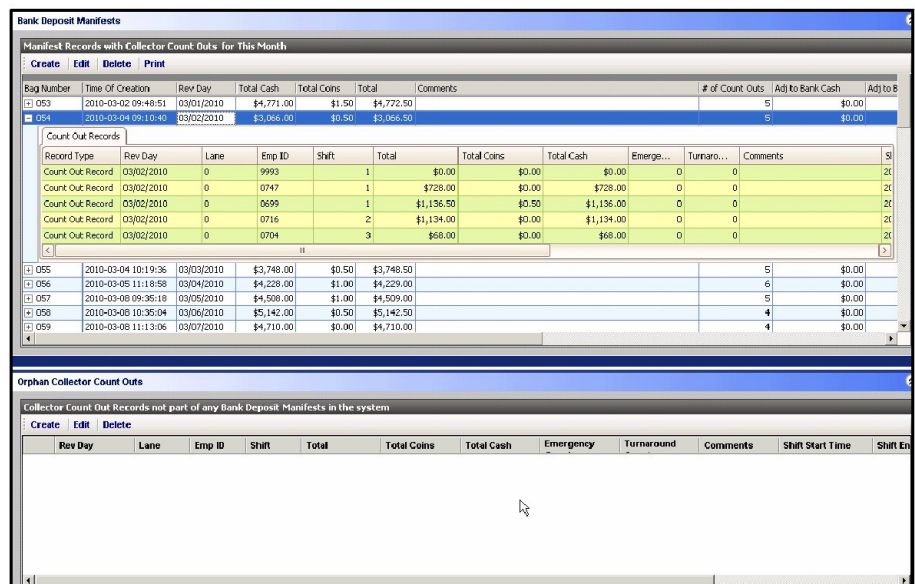 Bank Deposit Manifests
Manifest Records with Collector Count Outs for This Month
Create Edit Delete Print
Bag Number Time Of Creation Rev Day Total Cash Total Coins Total Comments # of Count Outs Adj to Bank Cash Adj to B
053 2010-03-02 09:48:51 03/01/2010 $4,771.00 $1.50 $4,772.50 5 $0.00
054 2010-03-04 09:10:40 03/02/2010 $3,066.00 $0.50 $3,066.50 5 $0.00
Count Out Records
Record Type Rev Day Lane Emp ID Shift Total Total Coins Total Cash Emerge... Turnaro... Comments
Count Out Record 03/02/2010 0 9993 1 $0.00 $0.00 $0.00 0 0 20
Count Out Record 03/02/2010 0 0747 1 $728.00 $0.00 $728.00 0 0 20
Count Out Record 03/02/2010 0 0699 1 $1,136.50 $0.50 $1,136.00 0 0 20
Count Out Record 03/02/2010 0 0716 2 $1,134.00 $0.00 $1,134.00 0 0 20
Count Out Record 03/02/2010 0 0704 3 $68.00 $0.00 $68.00 0 0 20
055 2010-03-04 10:19:36 03/03/2010 $3,748.00 $0.50 $3,748.50 5 $0.00
056 2010-03-05 11:18:58 03/04/2010 $4,228.00 $1.00 $4,229.00 6 $0.00
057 2010-03-08 09:35:18 03/05/2010 $4,508.00 $1.00 $4,509.00 5 $0.00
058 2010-03-08 10:35:04 03/06/2010 $5,142.00 $0.50 $5,142.50 4 $0.00
059 2010-03-08 11:13:06 03/07/2010 $4,710.00 $0.00 $4,710.00 4 $0.00
Orphan Collector Count Outs
Collector Count Out Records not part of any Bank Deposit Manifests in the system
Create Edit Delete
Rev Day Lane Emp ID Shift Total Total Coins Total Cash Emergency Turnaround Comments Shift Start Time Shift En